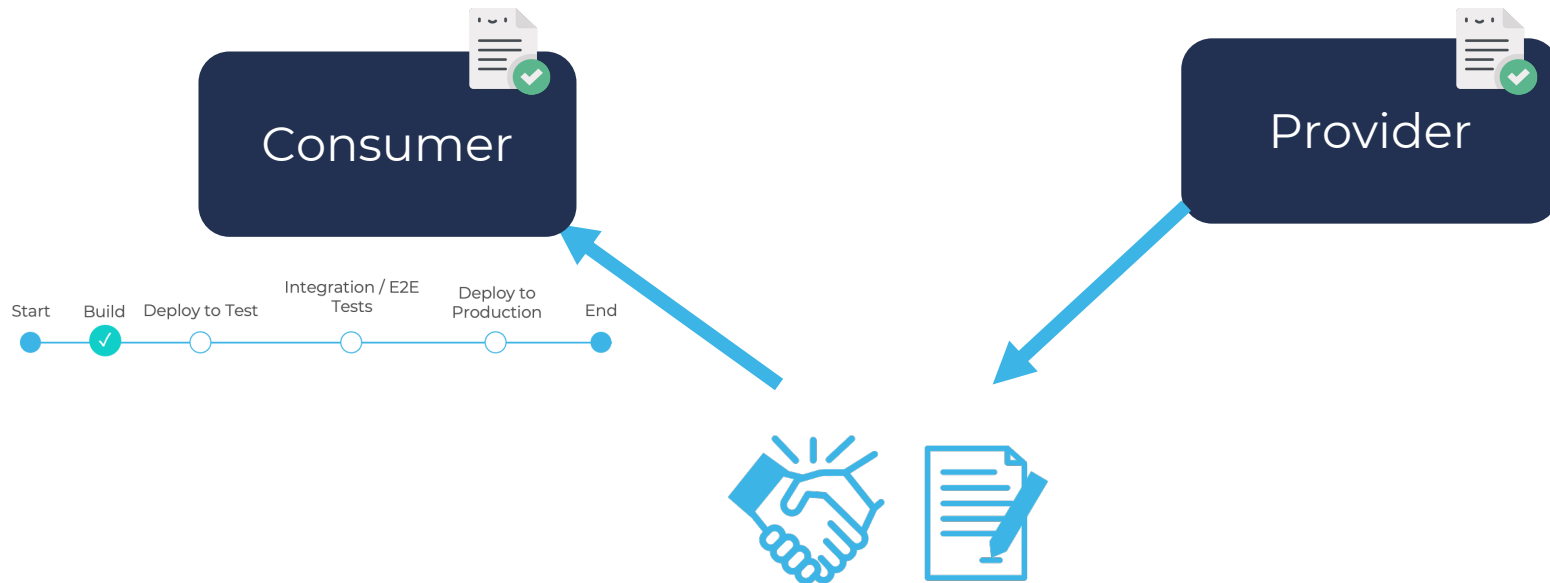 Consumer
Provider
Start
Build
Deploy to Test
Integration / E2E
Tests
Deploy to
Production
End